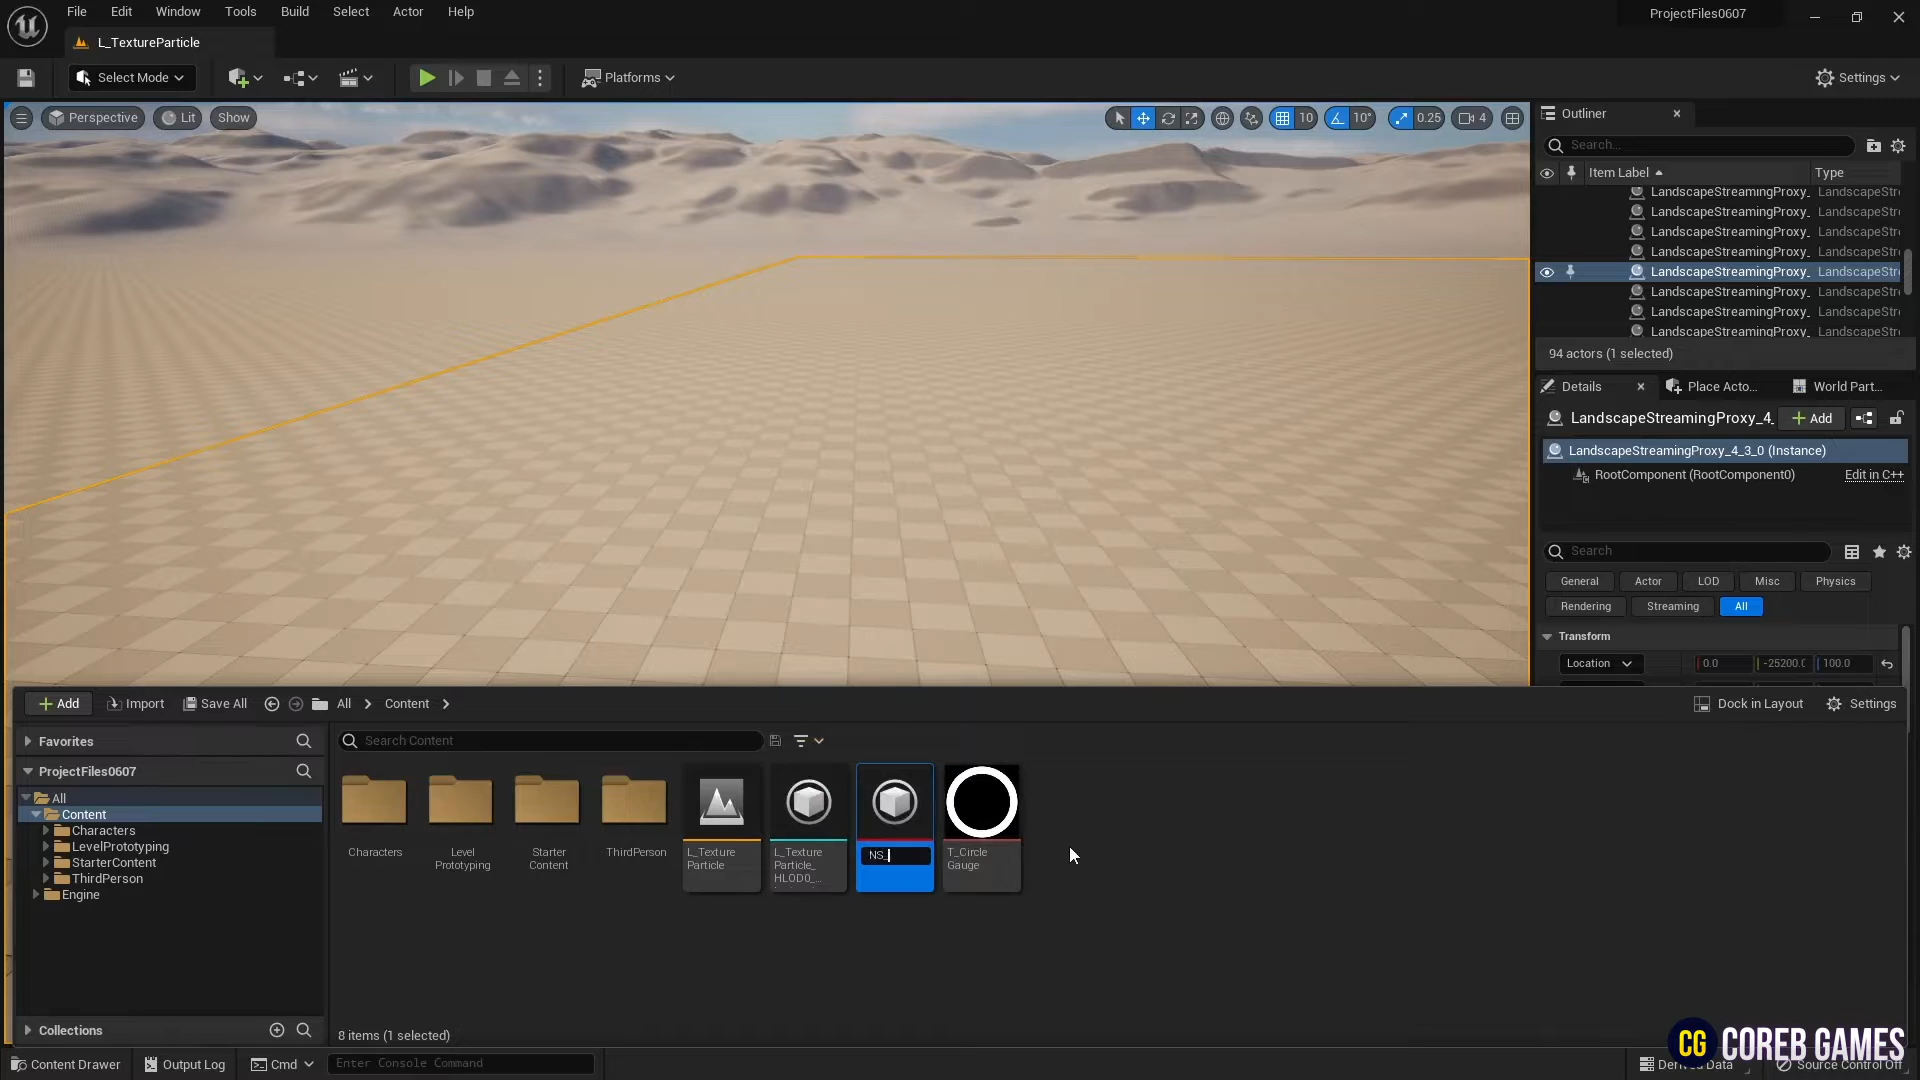 File Edit Window Tools Build Select Actor Help
ProjectFiles0607
L_TextureParticle
Select Mode
Platforms
Settings
Perspective Lit Show
10 10° 0.25 4
Outliner
Search...
Item Label Type
LandscapeStreamingProxy_ LandscapeStre
LandscapeStreamingProxy_ LandscapeStre
LandscapeStreamingProxy_ LandscapeStre
LandscapeStreamingProxy_ LandscapeStre
LandscapeStreamingProxy_ LandscapeStre
LandscapeStreamingProxy_ LandscapeStre
LandscapeStreamingProxy_ LandscapeStre
LandscapeStreamingProxy_ LandscapeStre
94 actors (1 selected)
Details Place Acto... World Part...
LandscapeStreamingProxy_4_ Add
LandscapeStreamingProxy_4_3_0 (Instance)
RootComponent (RootComponent0) Edit in C++
Search
General Actor LOD Misc Physics
Rendering Streaming All
Transform
Location 0.0 -25200.0 100.0
Add Import Save All All Content Dock in Layout Settings
Favorites
Search Content
ProjectFiles0607
All
Content
Characters
LevelPrototyping
StarterContent
ThirdPerson
Engine
Characters
Level
Prototyping
Starter
Content
ThirdPerson
L_Texture
Particle
L_Texture
Particle_
HLOD0_...
NS_
T_Circle
Gauge
Collections
8 items (1 selected)
Content Drawer Output Log Cmd Enter Console Command
Derived Data Source Control Off
CG COREB GAMES